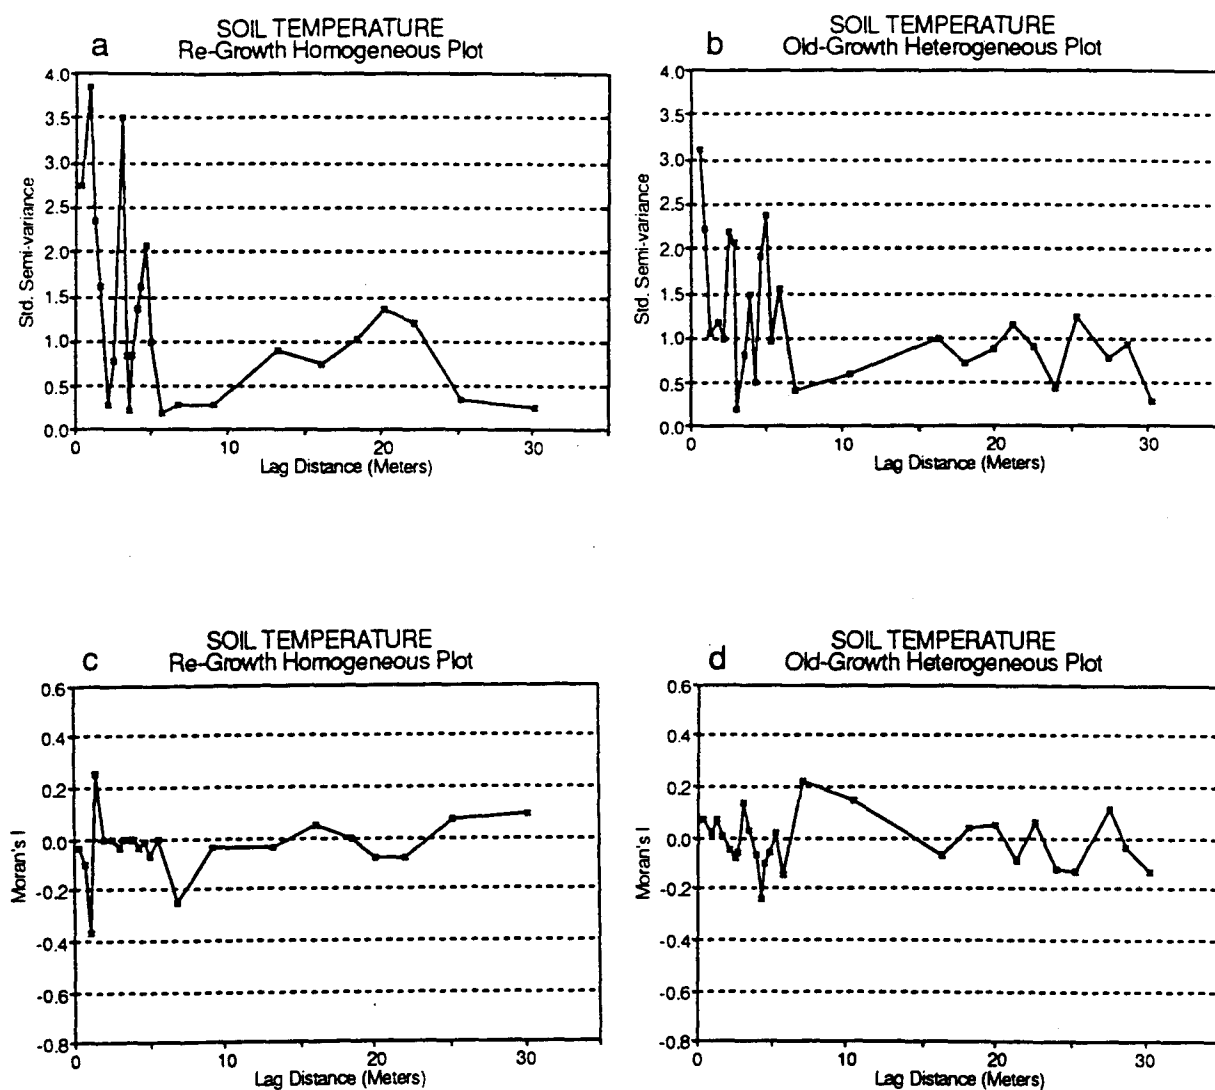 a
SOIL TEMPERATURE
Re-Growth Homogeneous Plot
4.0
3.5
3.0
2.5
2.0
1.5
1.0
0.5
0.0
Std. Semi-variance
0 10 20 30
Lag Distance (Meters)
b
SOIL TEMPERATURE
Old-Growth Heterogeneous Plot
4.0
3.5
3.0
2.5
2.0
1.5
1.0
0.5
0.0
Std. Semi-variance
0 10 20 30
Lag Distance (Meters)
c
SOIL TEMPERATURE
Re-Growth Homogeneous Plot
0.6
0.4
0.2
0.0
-0.2
-0.4
-0.6
-0.8
Moran's I
0 10 20 30
Lag Distance (Meters)
d
SOIL TEMPERATURE
Old-Growth Heterogeneous Plot
0.6
0.4
0.2
0.0
-0.2
-0.4
-0.6
-0.8
Moran's I
0 10 20 30
Lag Distance (Meters)